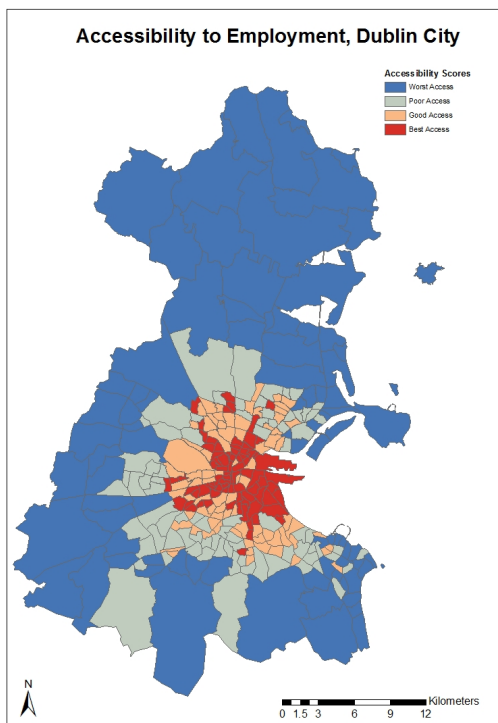 Accessibility to Employment, Dublin City
Accessibility Scores
Worst Access
Poor Access
Good Access
Best Access
N
Kilometers
0 1.5 3 6 9 12